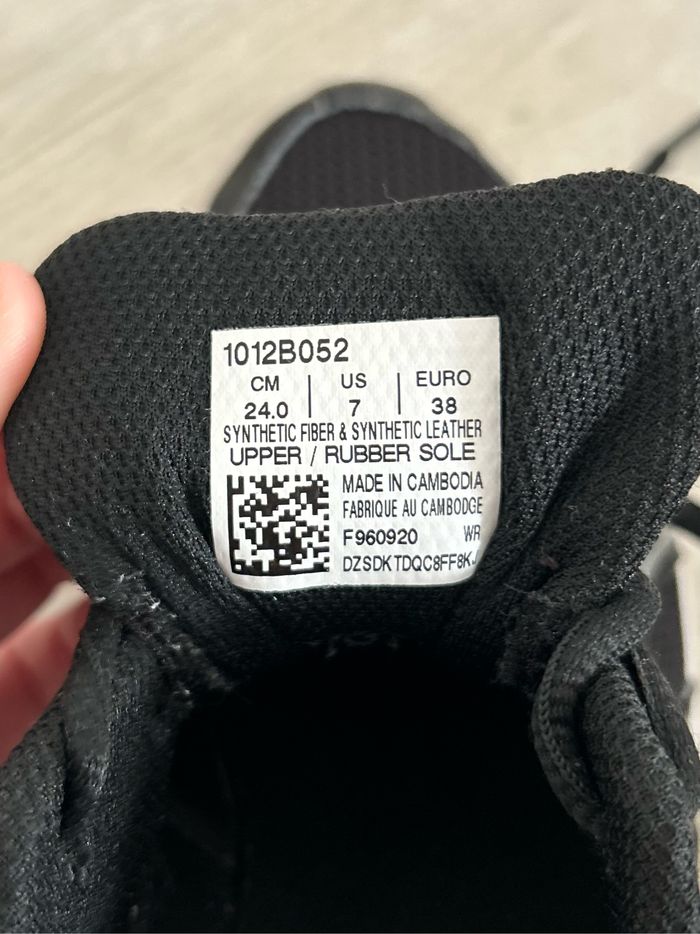 1012B052
CM | US | EURO
24.0 | 7 | 38
SYNTHETIC FIBER & SYNTHETIC LEATHER
UPPER / RUBBER SOLE
MADE IN CAMBODIA
FABRIQUE AU CAMBODGE
F960920 WR